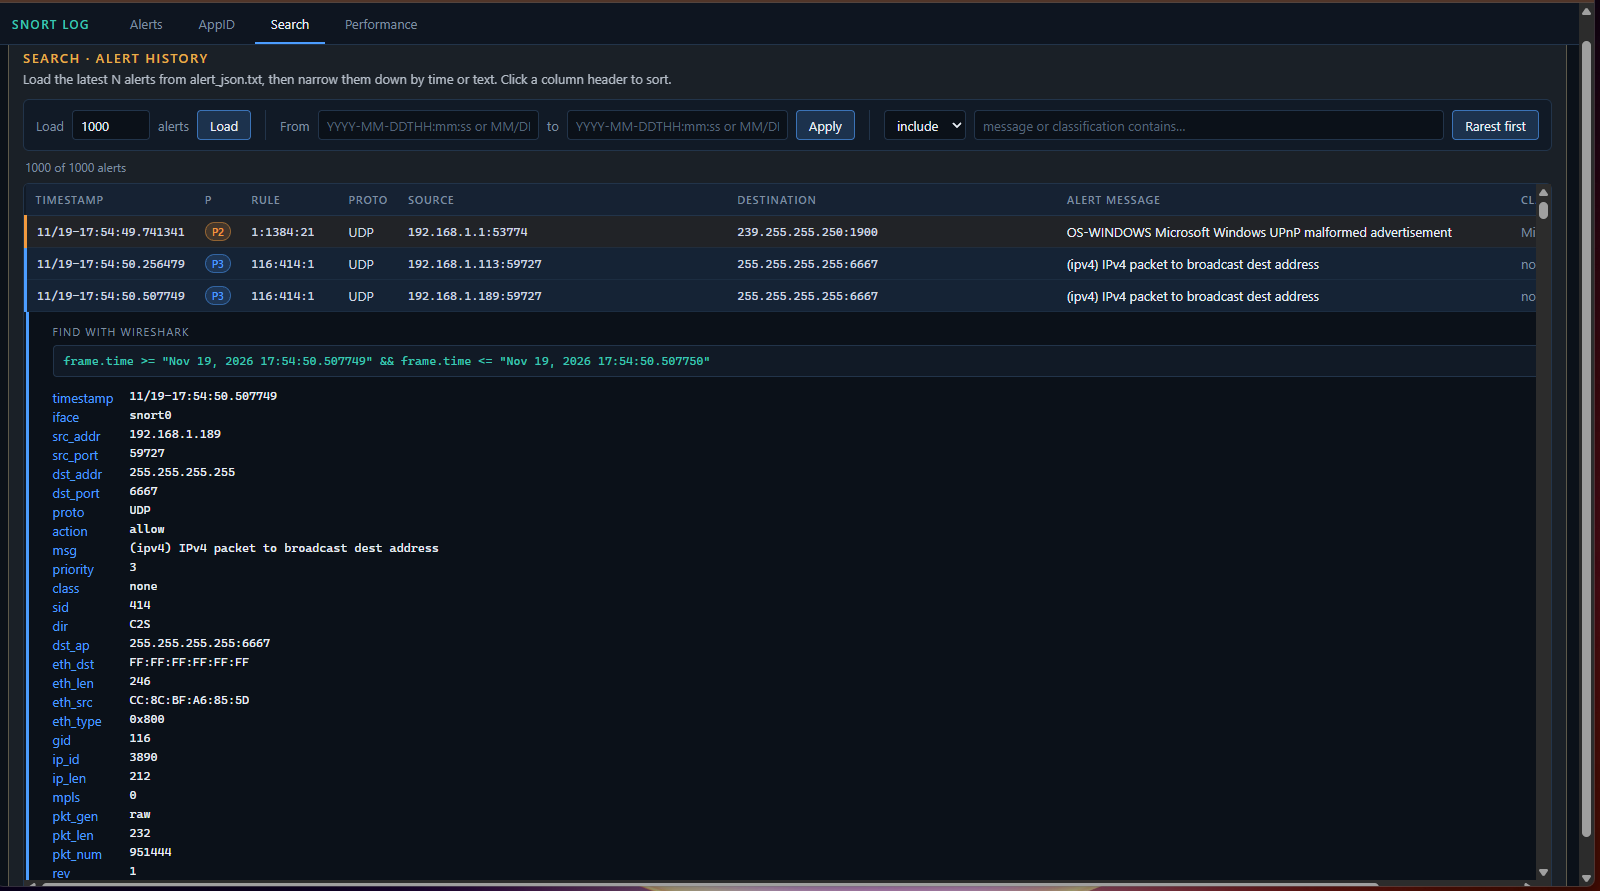 SNORT LOG Alerts AppID Search Performance
SEARCH · ALERT HISTORY
Load the latest N alerts from alert_json.txt, then narrow them down by time or text. Click a column header to sort.
Load 1000 alerts Load From YYYY-MM-DDTHH:mm:ss or MM/DI to YYYY-MM-DDTHH:mm:ss or MM/DI Apply include message or classification contains... Rarest first
1000 of 1000 alerts
TIMESTAMP P RULE PROTO SOURCE DESTINATION ALERT MESSAGE CL
11/19-17:54:49.741341 P2 1:1384:21 UDP 192.168.1.1:53774 239.255.255.250:1900 OS-WINDOWS Microsoft Windows UPnP malformed advertisement Mi
11/19-17:54:50.256479 P3 116:414:1 UDP 192.168.1.113:59727 255.255.255.255:6667 (ipv4) IPv4 packet to broadcast dest address no
11/19-17:54:50.507749 P3 116:414:1 UDP 192.168.1.189:59727 255.255.255.255:6667 (ipv4) IPv4 packet to broadcast dest address no
FIND WITH WIRESHARK
frame.time >= "Nov 19, 2026 17:54:50.507749" && frame.time <= "Nov 19, 2026 17:54:50.507750"
timestamp 11/19-17:54:50.507749
iface snort0
src_addr 192.168.1.189
src_port 59727
dst_addr 255.255.255.255
dst_port 6667
proto UDP
action allow
msg (ipv4) IPv4 packet to broadcast dest address
priority 3
class none
sid 414
dir C2S
dst_ap 255.255.255.255:6667
eth_dst FF:FF:FF:FF:FF:FF
eth_len 246
eth_src CC:8C:BF:A6:85:5D
eth_type 0x800
gid 116
ip_id 3890
ip_len 212
mpls 0
pkt_gen raw
pkt_len 232
pkt_num 951444
rev 1